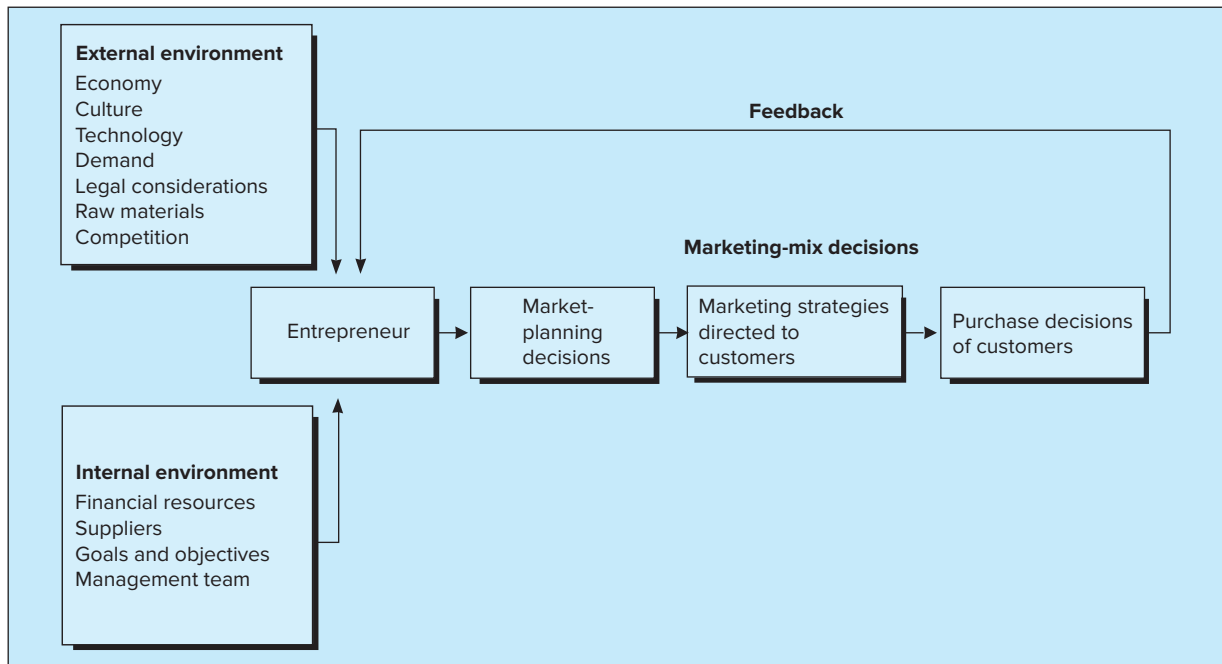 External environment
Economy
Culture
Technology
Demand
Legal considerations
Raw materials
Competition
Feedback
Marketing-mix decisions
Entrepreneur
Market-
planning
decisions
Marketing strategies
directed to
customers
Purchase decisions
of customers
Internal environment
Financial resources
Suppliers
Goals and objectives
Management team